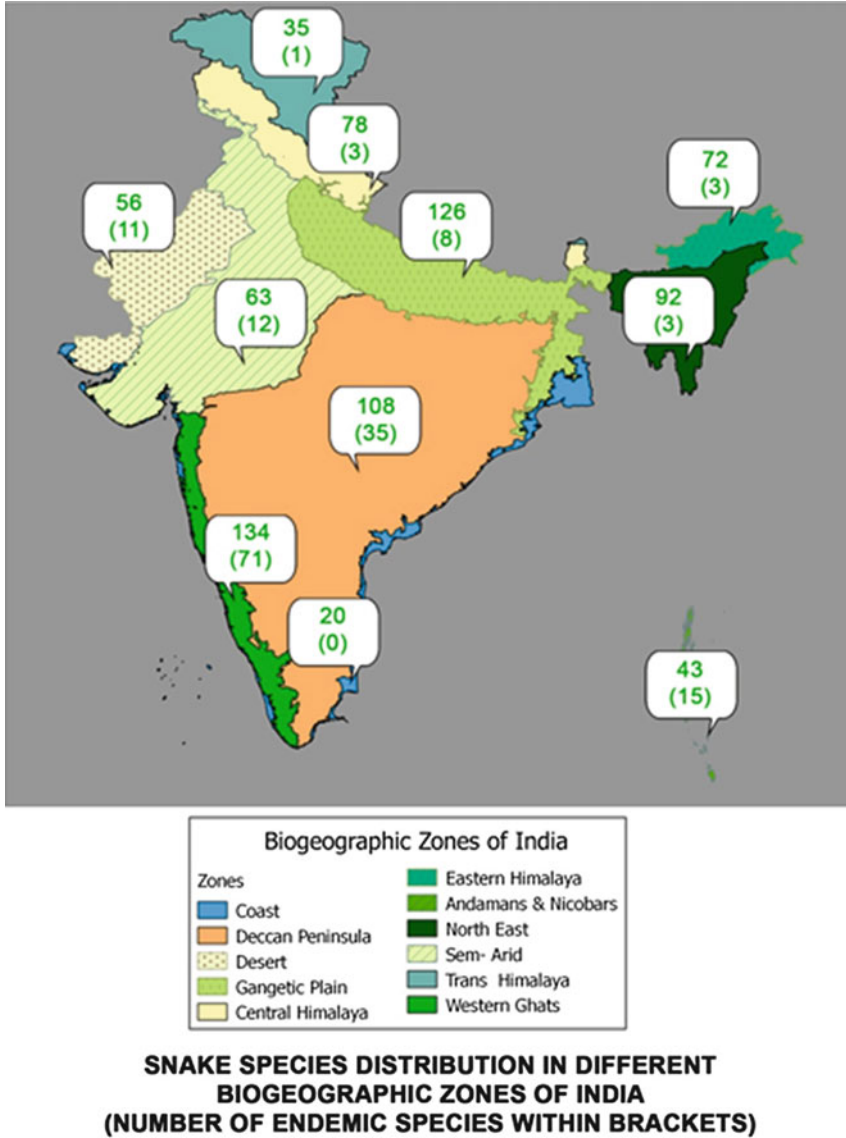 35
(1)
78
(3)
72
(3)
56
(11)
126
(8)
63
(12)
92
(3)
108
(35)
134
(71)
20
(0)
43
(15)
Biogeographic Zones of India
Zones
Coast
Deccan Peninsula
Desert
Gangetic Plain
Central Himalaya
Eastern Himalaya
Andamans & Nicobars
North East
Sem- Arid
Trans Himalaya
Western Ghats
SNAKE SPECIES DISTRIBUTION IN DIFFERENT
BIOGEOGRAPHIC ZONES OF INDIA
(NUMBER OF ENDEMIC SPECIES WITHIN BRACKETS)